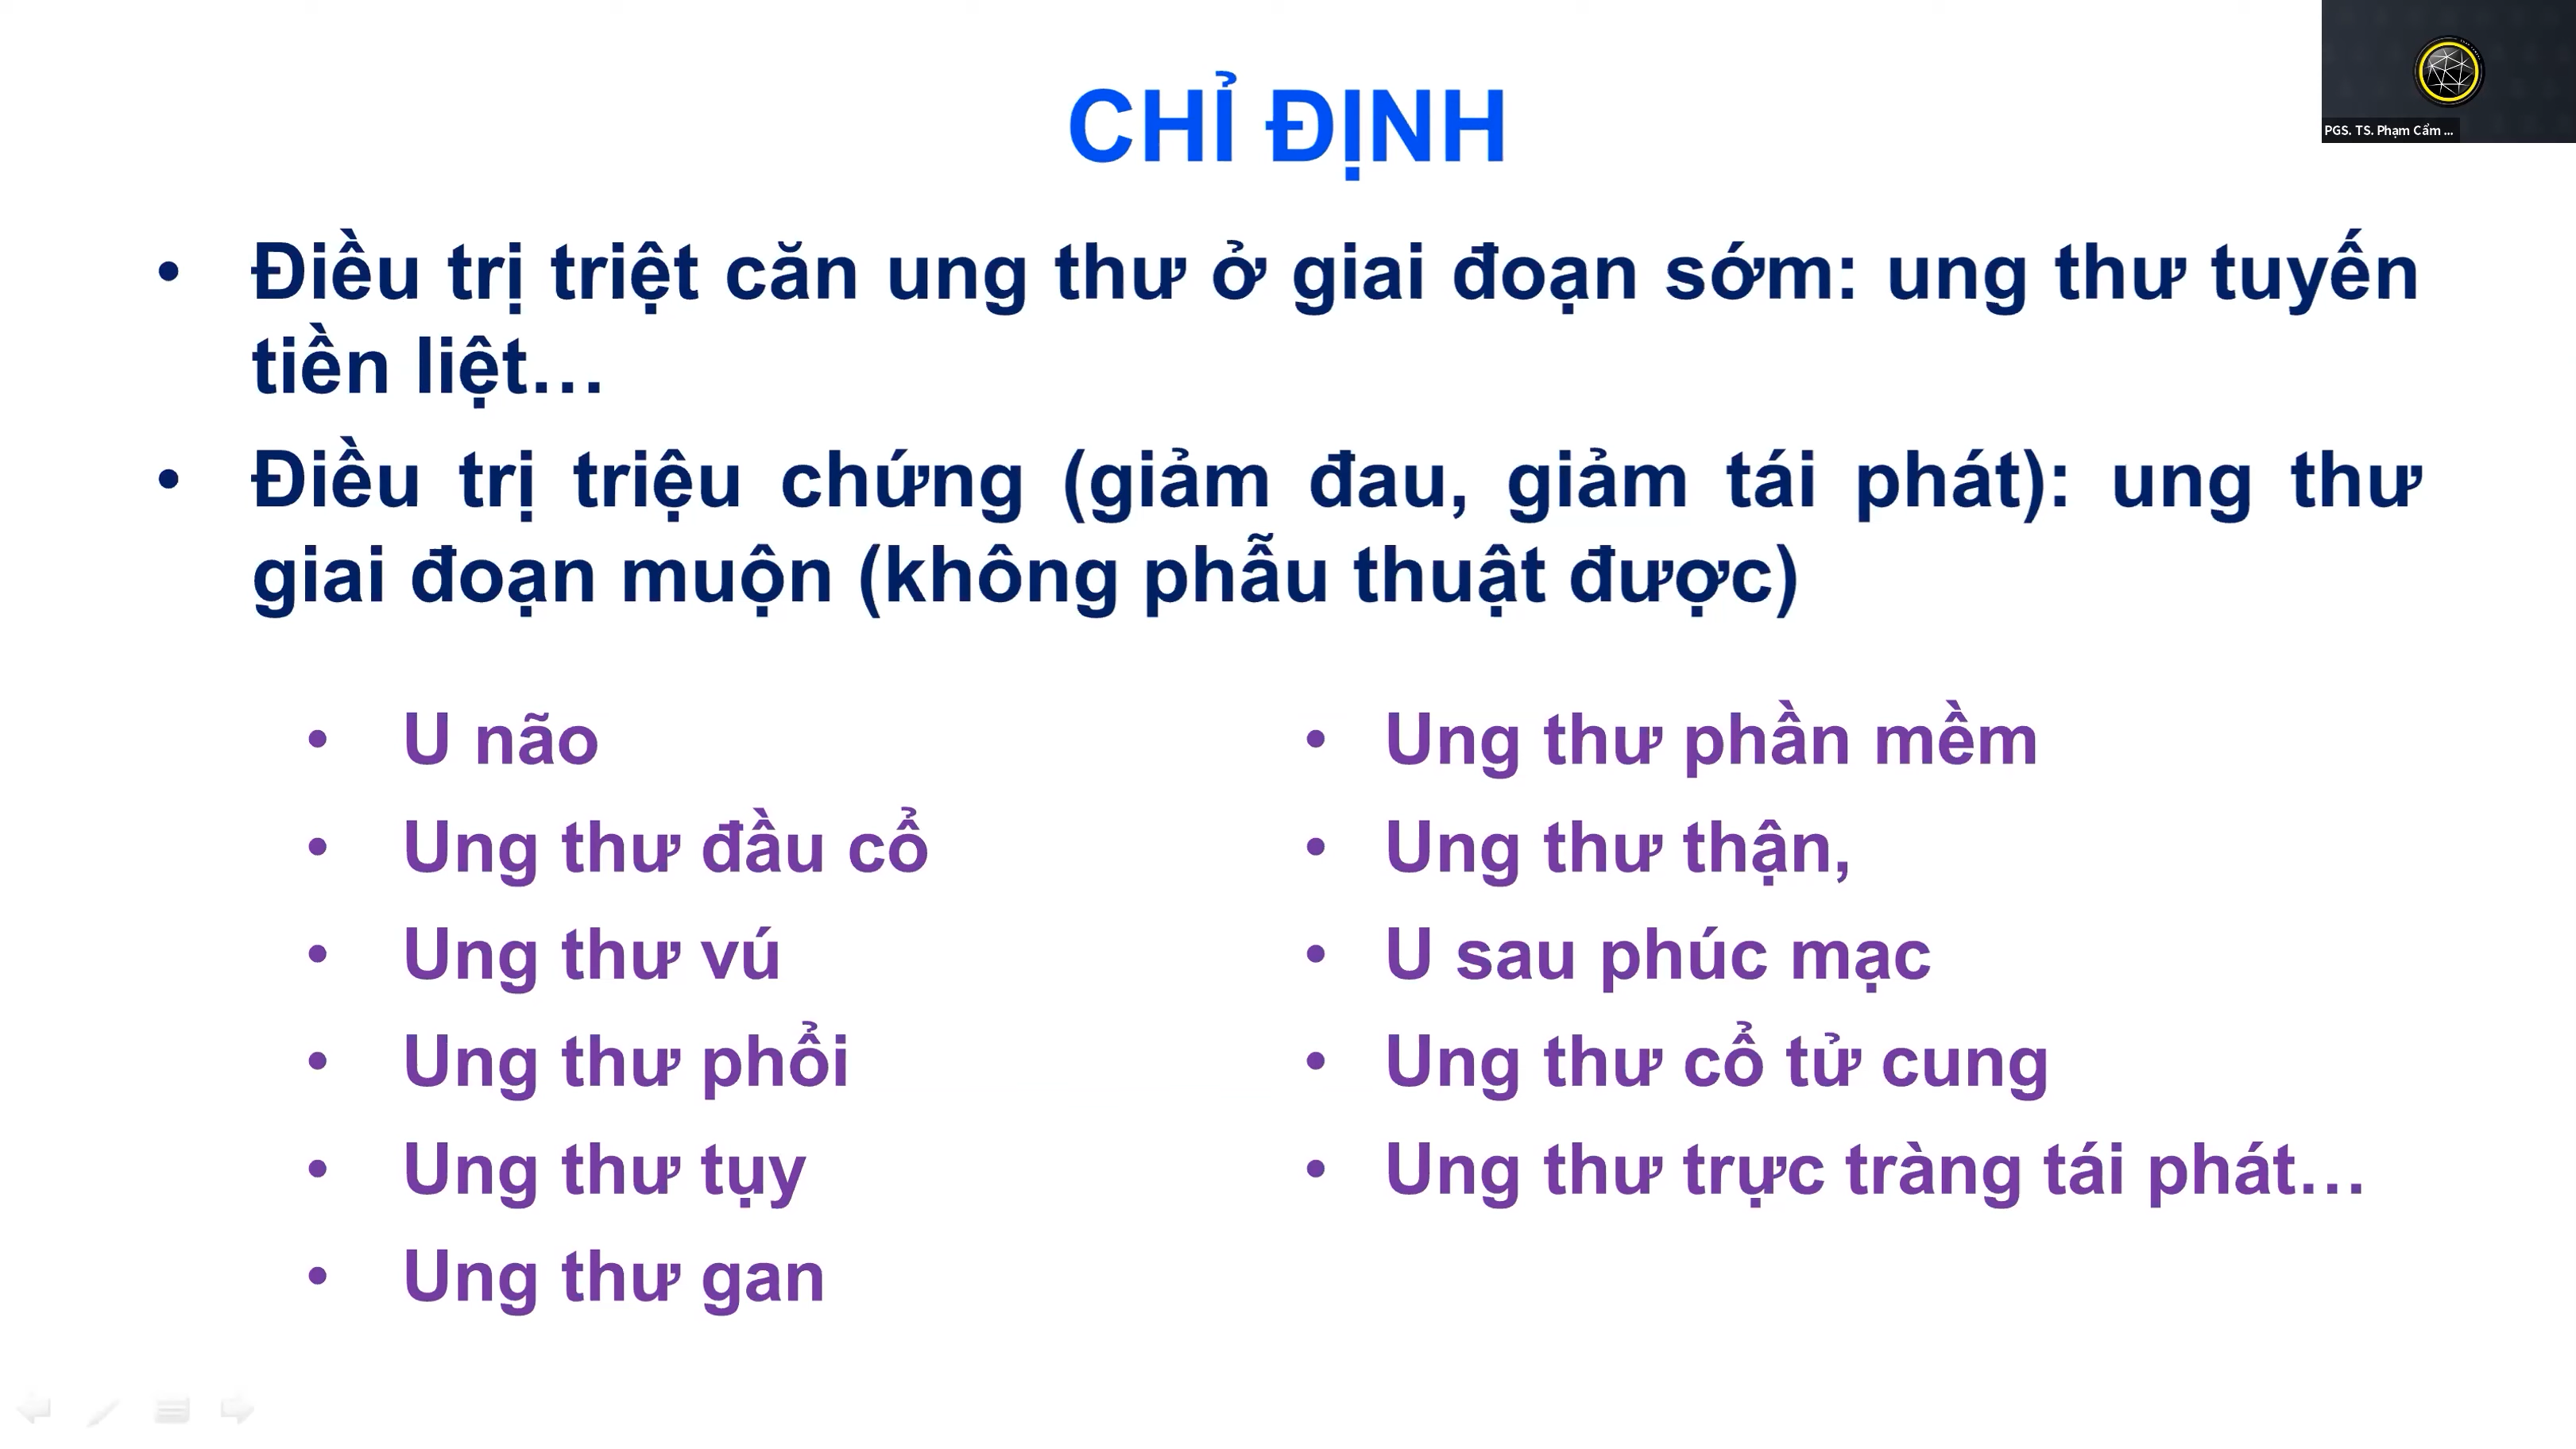 CHỈ ĐỊNH
PGS. TS. Phạm Cẩm ...
• Điều trị triệt căn ung thư ở giai đoạn sớm: ung thư tuyến
tiền liệt...
• Điều trị triệu chứng (giảm đau, giảm tái phát): ung thư
giai đoạn muộn (không phẫu thuật được)
• U não
• Ung thư đầu cổ
• Ung thư vú
• Ung thư phổi
• Ung thư tụy
• Ung thư gan
• Ung thư phần mềm
• Ung thư thận,
• U sau phúc mạc
• Ung thư cổ tử cung
• Ung thư trực tràng tái phát...